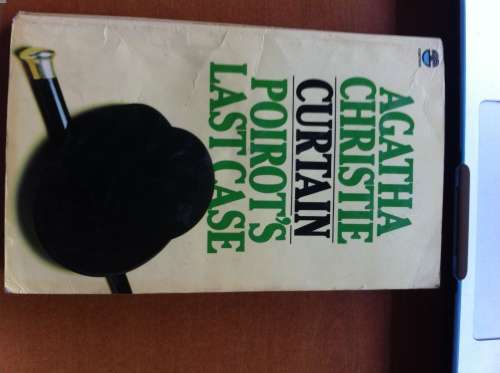 AGATHA
CHRISTIE
CURTAIN
POIROT'S
LAST CASE